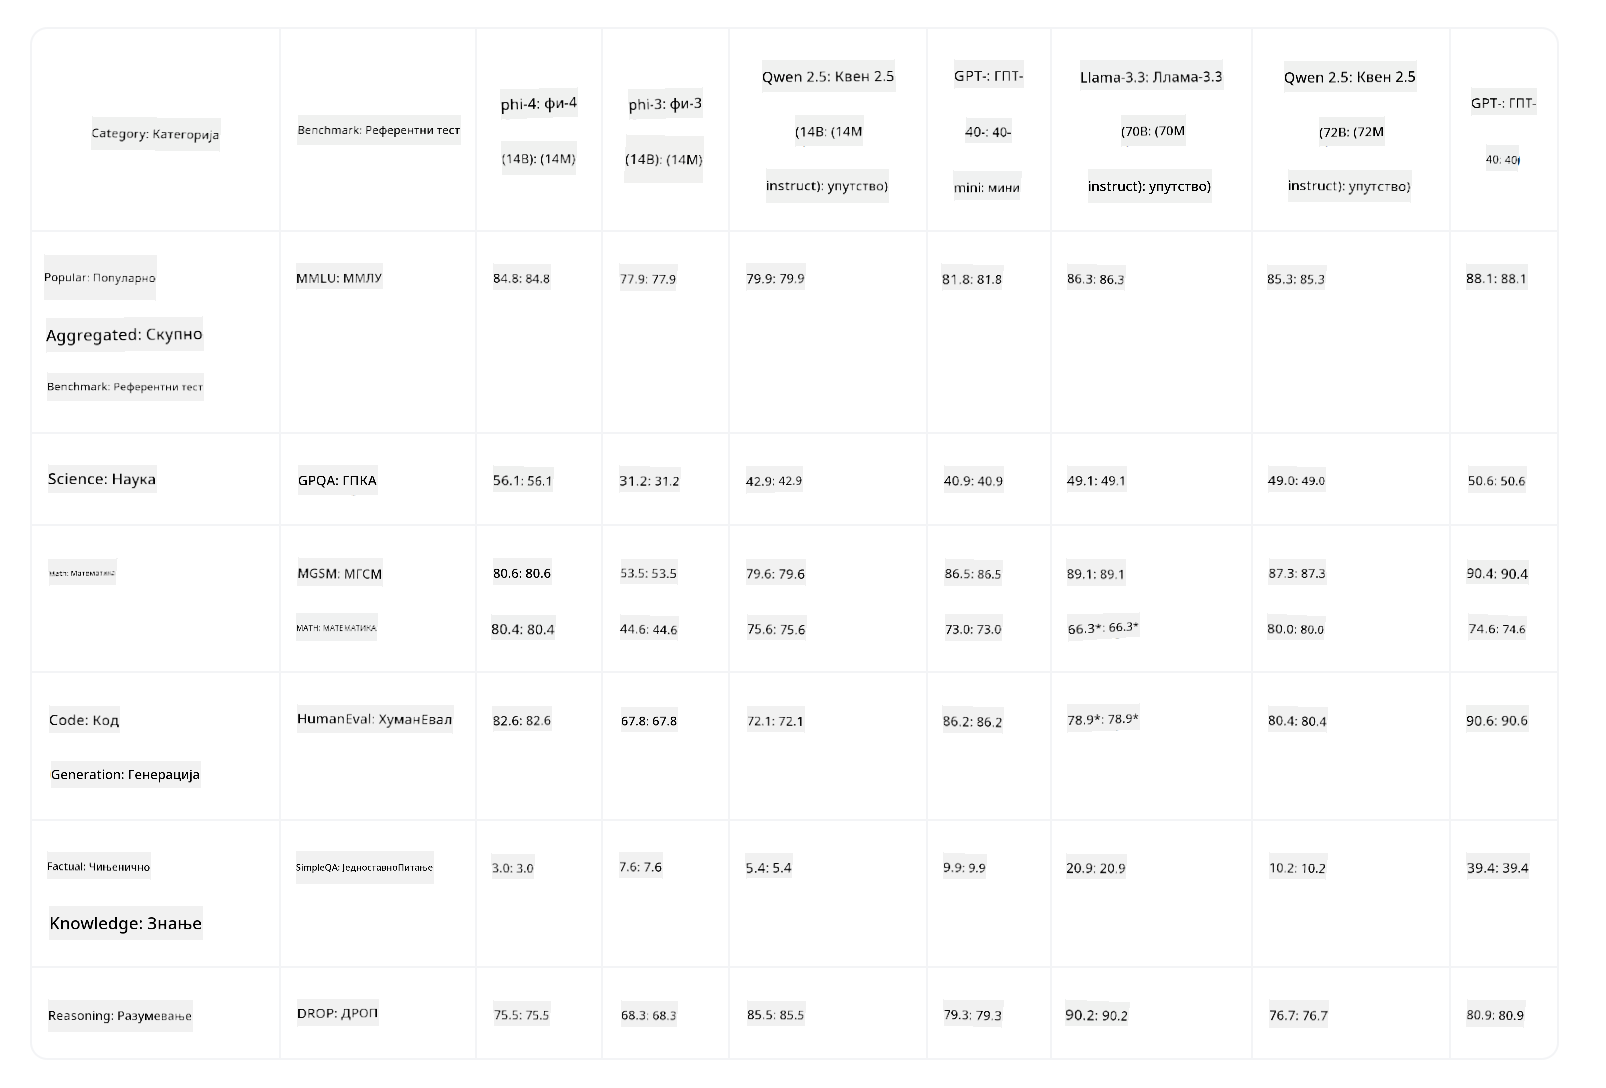 Category: Категорија
Benchmark: Референтни тест
phi-4: фи-4
(14B): (14М)
phi-3: фи-3
(14B): (14М)
Qwen 2.5: Квен 2.5
(14B: (14М
instruct): упутство)
GPT-: ГПТ-
40-: 40-
mini: мини
Llama-3.3: Ллама-3.3
(70B: (70М
instruct): упутство)
Qwen 2.5: Квен 2.5
(72B: (72М
instruct): упутство)
GPT-: ГПТ-
40: 40
Popular: Популарно
Aggregated: Скупно
Benchmark: Референтни тест
MMLU: ММЛУ
84.8: 84.8
77.9: 77.9
79.9: 79.9
81.8: 81.8
86.3: 86.3
85.3: 85.3
88.1: 88.1
Science: Наука
GPQA: ГПКА
56.1: 56.1
31.2: 31.2
42.9: 42.9
40.9: 40.9
49.1: 49.1
49.0: 49.0
50.6: 50.6
Math: Математика
MGSM: МГСМ
80.6: 80.6
53.5: 53.5
79.6: 79.6
86.5: 86.5
89.1: 89.1
87.3: 87.3
90.4: 90.4
MATH: МАТЕМАТИКА
80.4: 80.4
44.6: 44.6
75.6: 75.6
73.0: 73.0
66.3*: 66.3*
80.0: 80.0
74.6: 74.6
Code: Код
Generation: Генерација
HumanEval: ХуманЕвал
82.6: 82.6
67.8: 67.8
72.1: 72.1
86.2: 86.2
78.9*: 78.9*
80.4: 80.4
90.6: 90.6
Factual: Чињенично
Knowledge: Знање
SimpleQA: ЈедноставноПитање
3.0: 3.0
7.6: 7.6
5.4: 5.4
9.9: 9.9
20.9: 20.9
10.2: 10.2
39.4: 39.4
Reasoning: Разумевање
DROP: ДРОП
75.5: 75.5
68.3: 68.3
85.5: 85.5
79.3: 79.3
90.2: 90.2
76.7: 76.7
80.9: 80.9